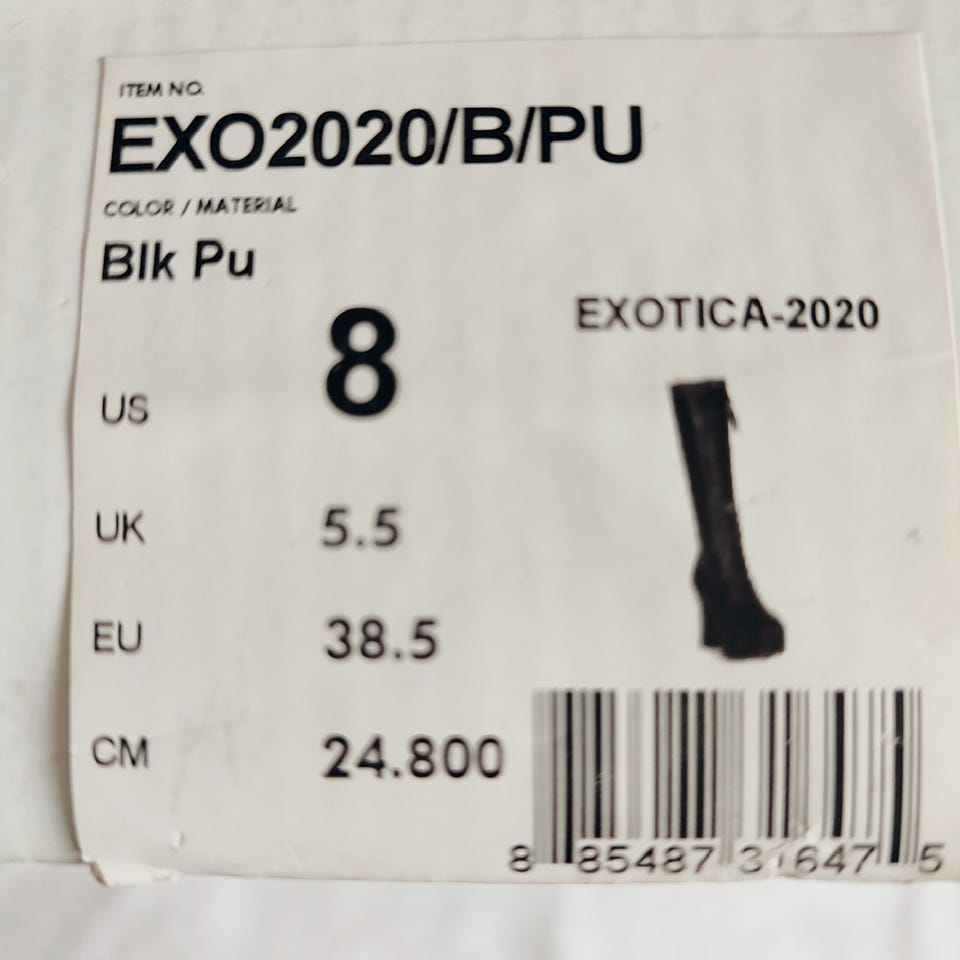 ITEM NO.
EXO2020/B/PU
COLOR / MATERIAL
Blk Pu
EXOTICA-2020
US 8
UK 5.5
EU 38.5
CM 24.800
8 85487 31647 5